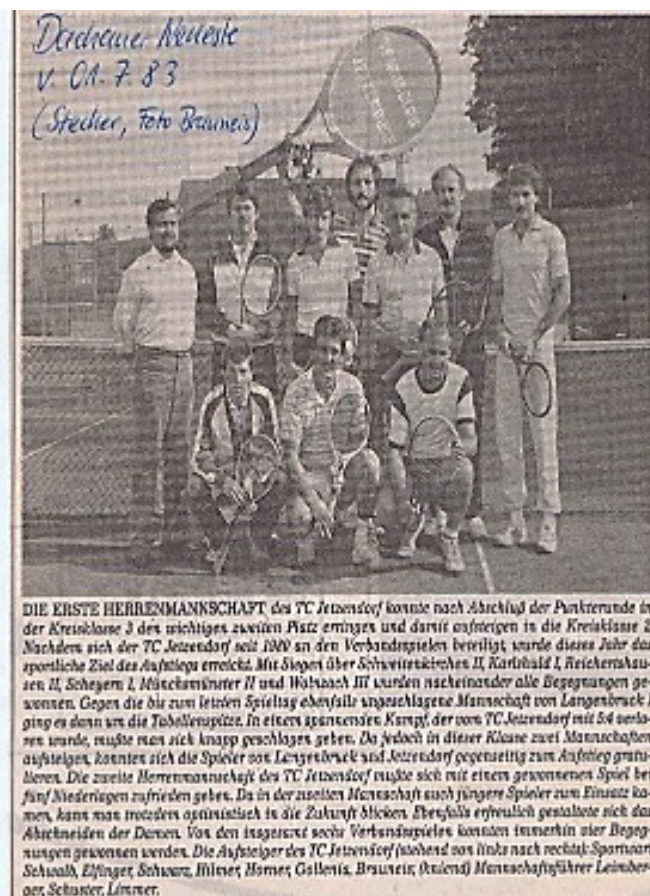 Dachauer Neueste
v. 01.7.83
(Stecher, Foto Brauneis)
DIE ERSTE HERRENMANNSCHAFT des TC Jetzendorf konnte nach Abschluß der Punkterunde in
der Kreisklasse 3 den wichtigen zweiten Platz erringen und damit aufsteigen in die Kreisklasse 2.
Nachdem sich der TC Jetzendorf seit 1980 an den Verbandsspielen beteiligt, wurde dieses Jahr das
sportliche Ziel des Aufstiegs erreicht. Mit Siegen über Schweitenkirchen II, Karlshuld I, Reichertshau-
sen II, Scheyern I, Münchsmünster II und Wolnzach III wurden nacheinander alle Begegnungen ge-
wonnen. Gegen die bis zum letzten Spieltag ebenfalls ungeschlagene Mannschaft von Langenbruck I
ging es dann um die Tabellenspitze. In einem spannenden Kampf, der vom TC Jetzendorf mit 5:4 verlo-
ren wurde, mußte man sich knapp geschlagen geben. Da jedoch in dieser Klasse zwei Mannschaften
aufsteigen, konnten sich die Spieler von Langenbruck und Jetzendorf gegenseitig zum Aufstieg gratu-
lieren. Die zweite Herrenmannschaft des TC Jetzendorf mußte sich mit einem gewonnenen Spiel bei
fünf Niederlagen zufrieden geben. Da in der zweiten Mannschaft auch jüngere Spieler zum Einsatz ka-
men, kann man trotzdem optimistisch in die Zukunft blicken. Ebenfalls erfreulich gestaltete sich das
Abschneiden der Damen. Von den insgesamt sechs Verbandsspielen konnten immerhin vier Begeg-
nungen gewonnen werden. Die Aufsteiger des TC Jetzendorf (stehend von links nach rechts): Sportwart
Schwalb, Elfinger, Schwarz, Hilmer, Horner, Gollenia, Brauneis; (kniend) Mannschaftsführer Leimber-
ger, Schuster, Limmer.